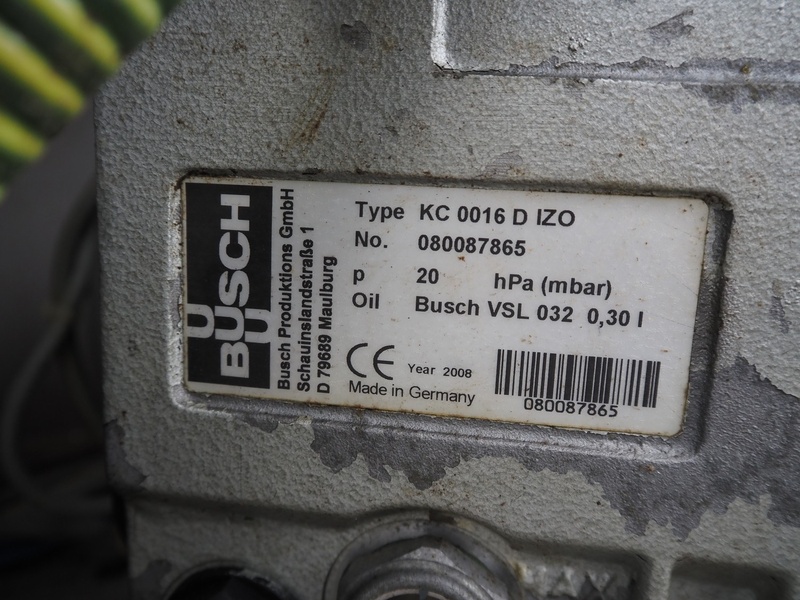 BUSCH
Busch Produktions GmbH
Schauinslandstraße 1
D 79689 Maulburg
Type KC 0016 D IZO
No. 080087865
p 20 hPa (mbar)
Oil Busch VSL 032 0,30 l
CE Year 2008
Made in Germany
080087865